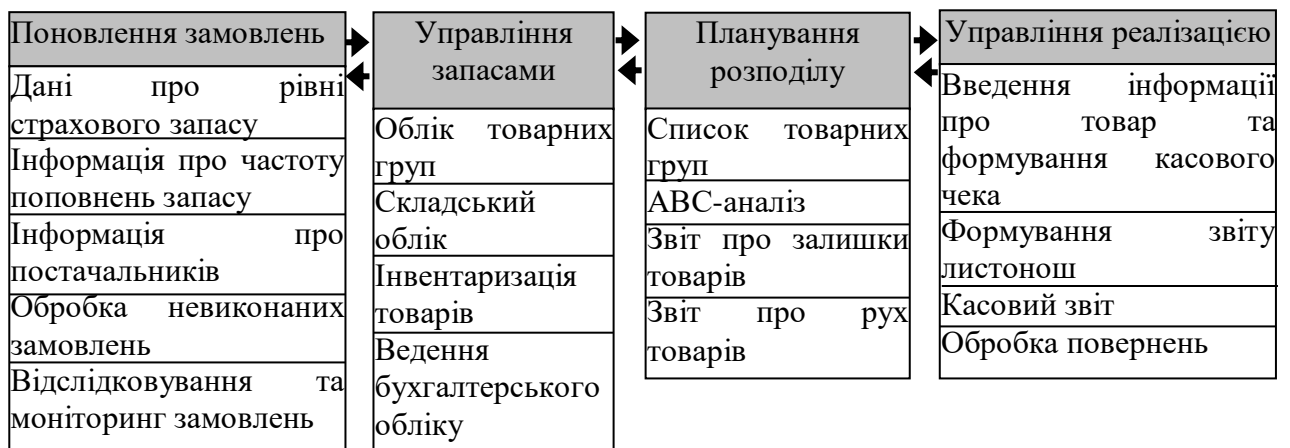 Поновлення замовлень
Дані про рівні
страхового запасу
Інформація про частоту
поповнень запасу
Інформація про
постачальників
Обробка невиконаних
замовлень
Відслідковування та
моніторинг замовлень
Управління
запасами
Облік товарних
груп
Складський
облік
Інвентаризація
товарів
Ведення
бухгалтерського
обліку
Планування
розподілу
Список товарних
груп
АВС-аналіз
Звіт про залишки
товарів
Звіт про рух
товарів
Управління реалізацією
Введення інформації
про товар та
формування касового
чека
Формування звіту
листонош
Касовий звіт
Обробка повернень